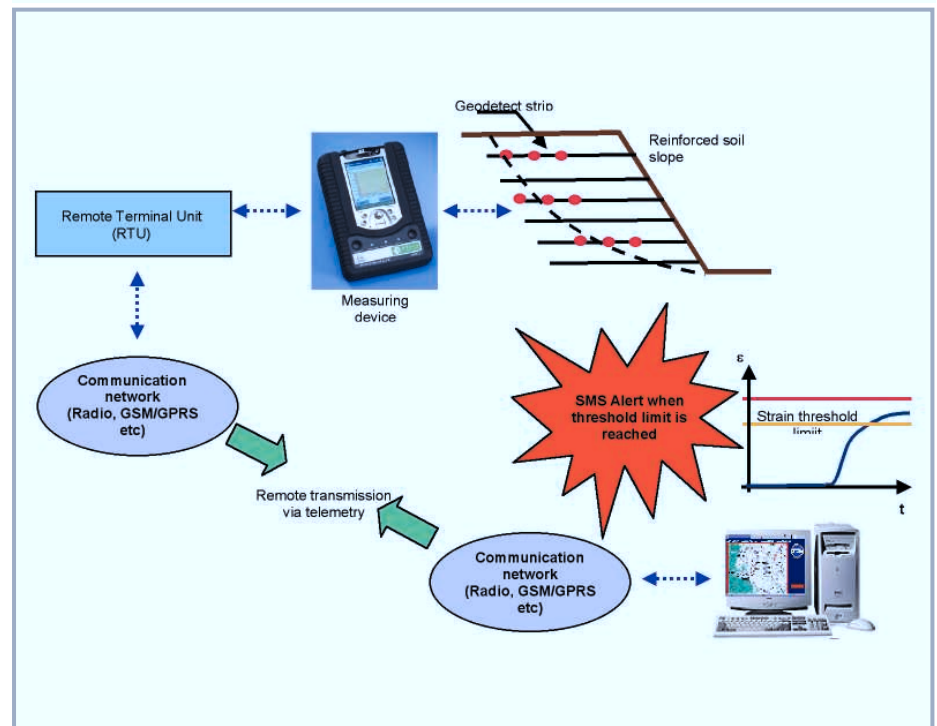 Geodetect strip
Reinforced soil
slope
Remote Terminal Unit
(RTU)
Measuring
device
Communication
network
(Radio, GSM/GPRS
etc)
SMS Alert when
threshold limit is
reached
ε
Strain threshold
limiit
t
Remote transmission
via telemetry
Communication
network
(Radio, GSM/GPRS
etc)